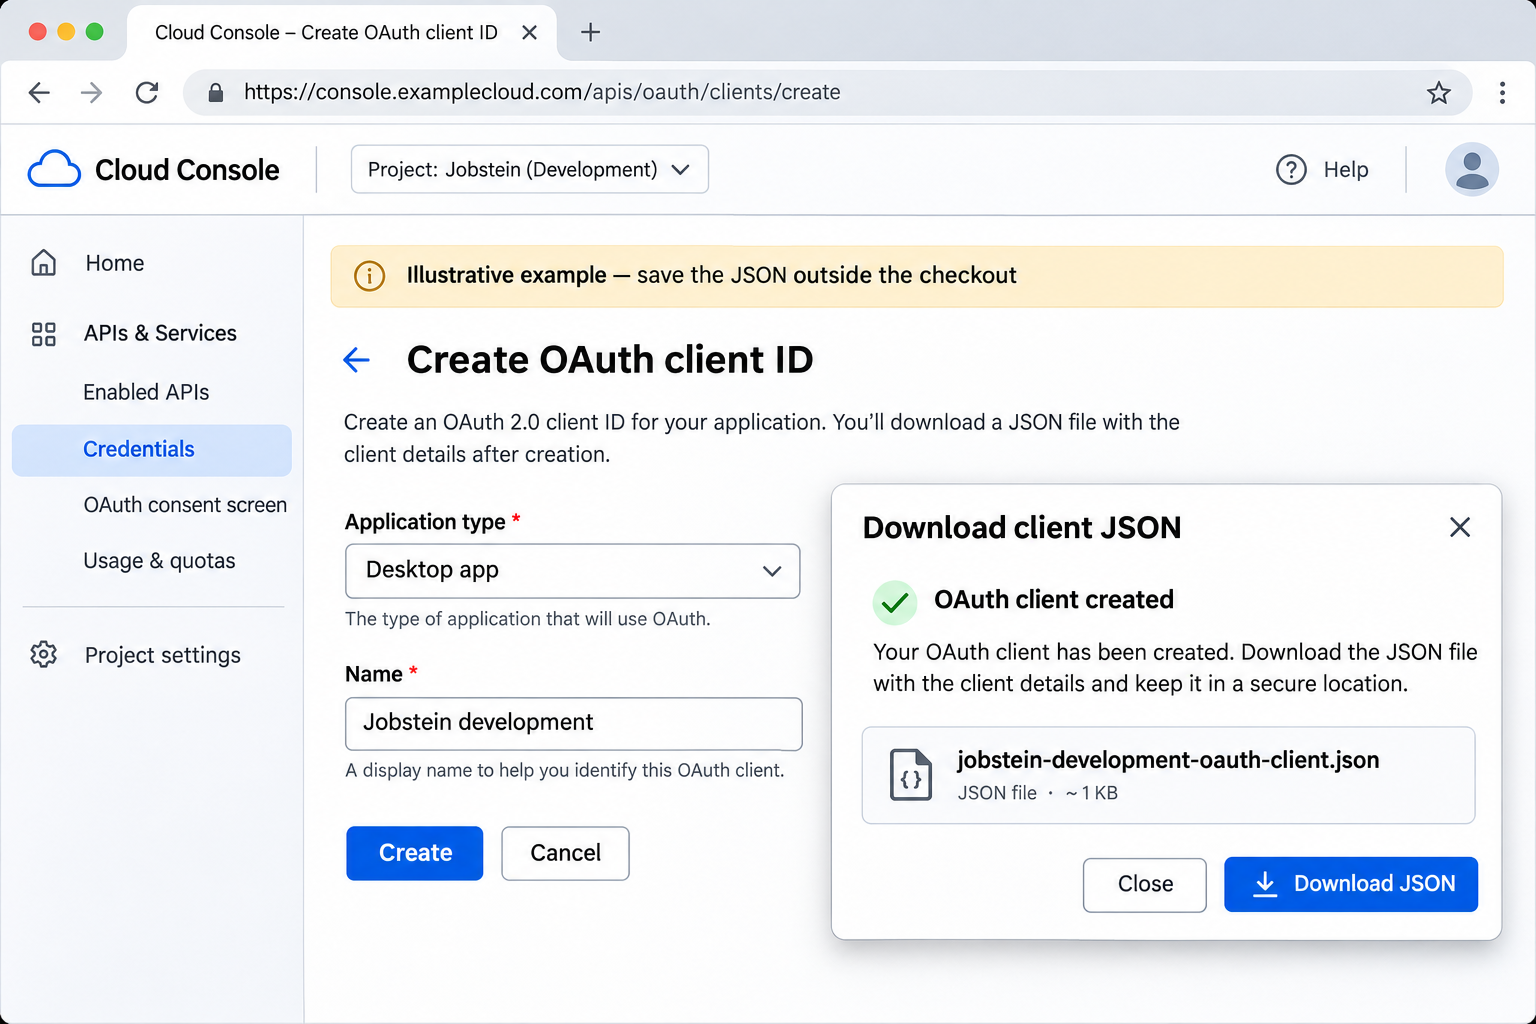 Cloud Console – Create OAuth client ID
https://console.examplecloud.com/apis/oauth/clients/create
Cloud Console
Project: Jobstein (Development)
Help
Home
APIs & Services
Enabled APIs
Credentials
OAuth consent screen
Usage & quotas
Project settings
Illustrative example — save the JSON outside the checkout
Create OAuth client ID
Create an OAuth 2.0 client ID for your application. You’ll download a JSON file with the
client details after creation.
Application type *
Desktop app
The type of application that will use OAuth.
Name *
Jobstein development
A display name to help you identify this OAuth client.
Create
Cancel
Download client JSON
OAuth client created
Your OAuth client has been created. Download the JSON file
with the client details and keep it in a secure location.
jobstein-development-oauth-client.json
JSON file · ~ 1 KB
Close
Download JSON